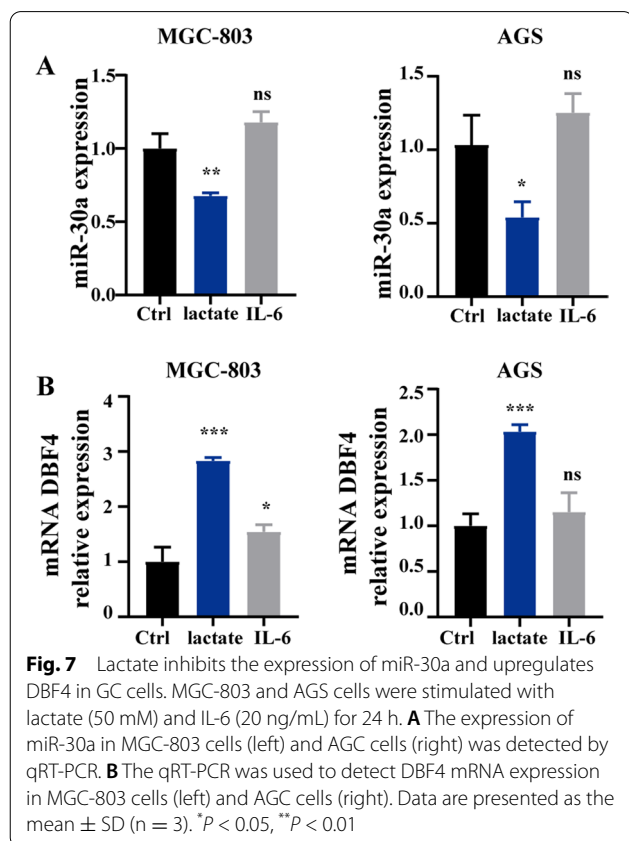 MGC-803
AGS
A
miR-30a expression
1.5
1.0
0.5
0.0
ns
**
Ctrl lactate IL-6
miR-30a expression
1.5
1.0
0.5
0.0
ns
*
Ctrl lactate IL-6
MGC-803
AGS
B
mRNA DBF4
relative expression
4
3
2
1
0
***
*
Ctrl lactate IL-6
mRNA DBF4
relative expression
2.5
2.0
1.5
1.0
0.5
0.0
***
ns
Ctrl lactate IL-6
Fig. 7 Lactate inhibits the expression of miR-30a and upregulates
DBF4 in GC cells. MGC-803 and AGS cells were stimulated with
lactate (50 mM) and IL-6 (20 ng/mL) for 24 h. A The expression of
miR-30a in MGC-803 cells (left) and AGC cells (right) was detected by
qRT-PCR. B The qRT-PCR was used to detect DBF4 mRNA expression
in MGC-803 cells (left) and AGC cells (right). Data are presented as the
mean ± SD (n = 3). *P < 0.05, **P < 0.01